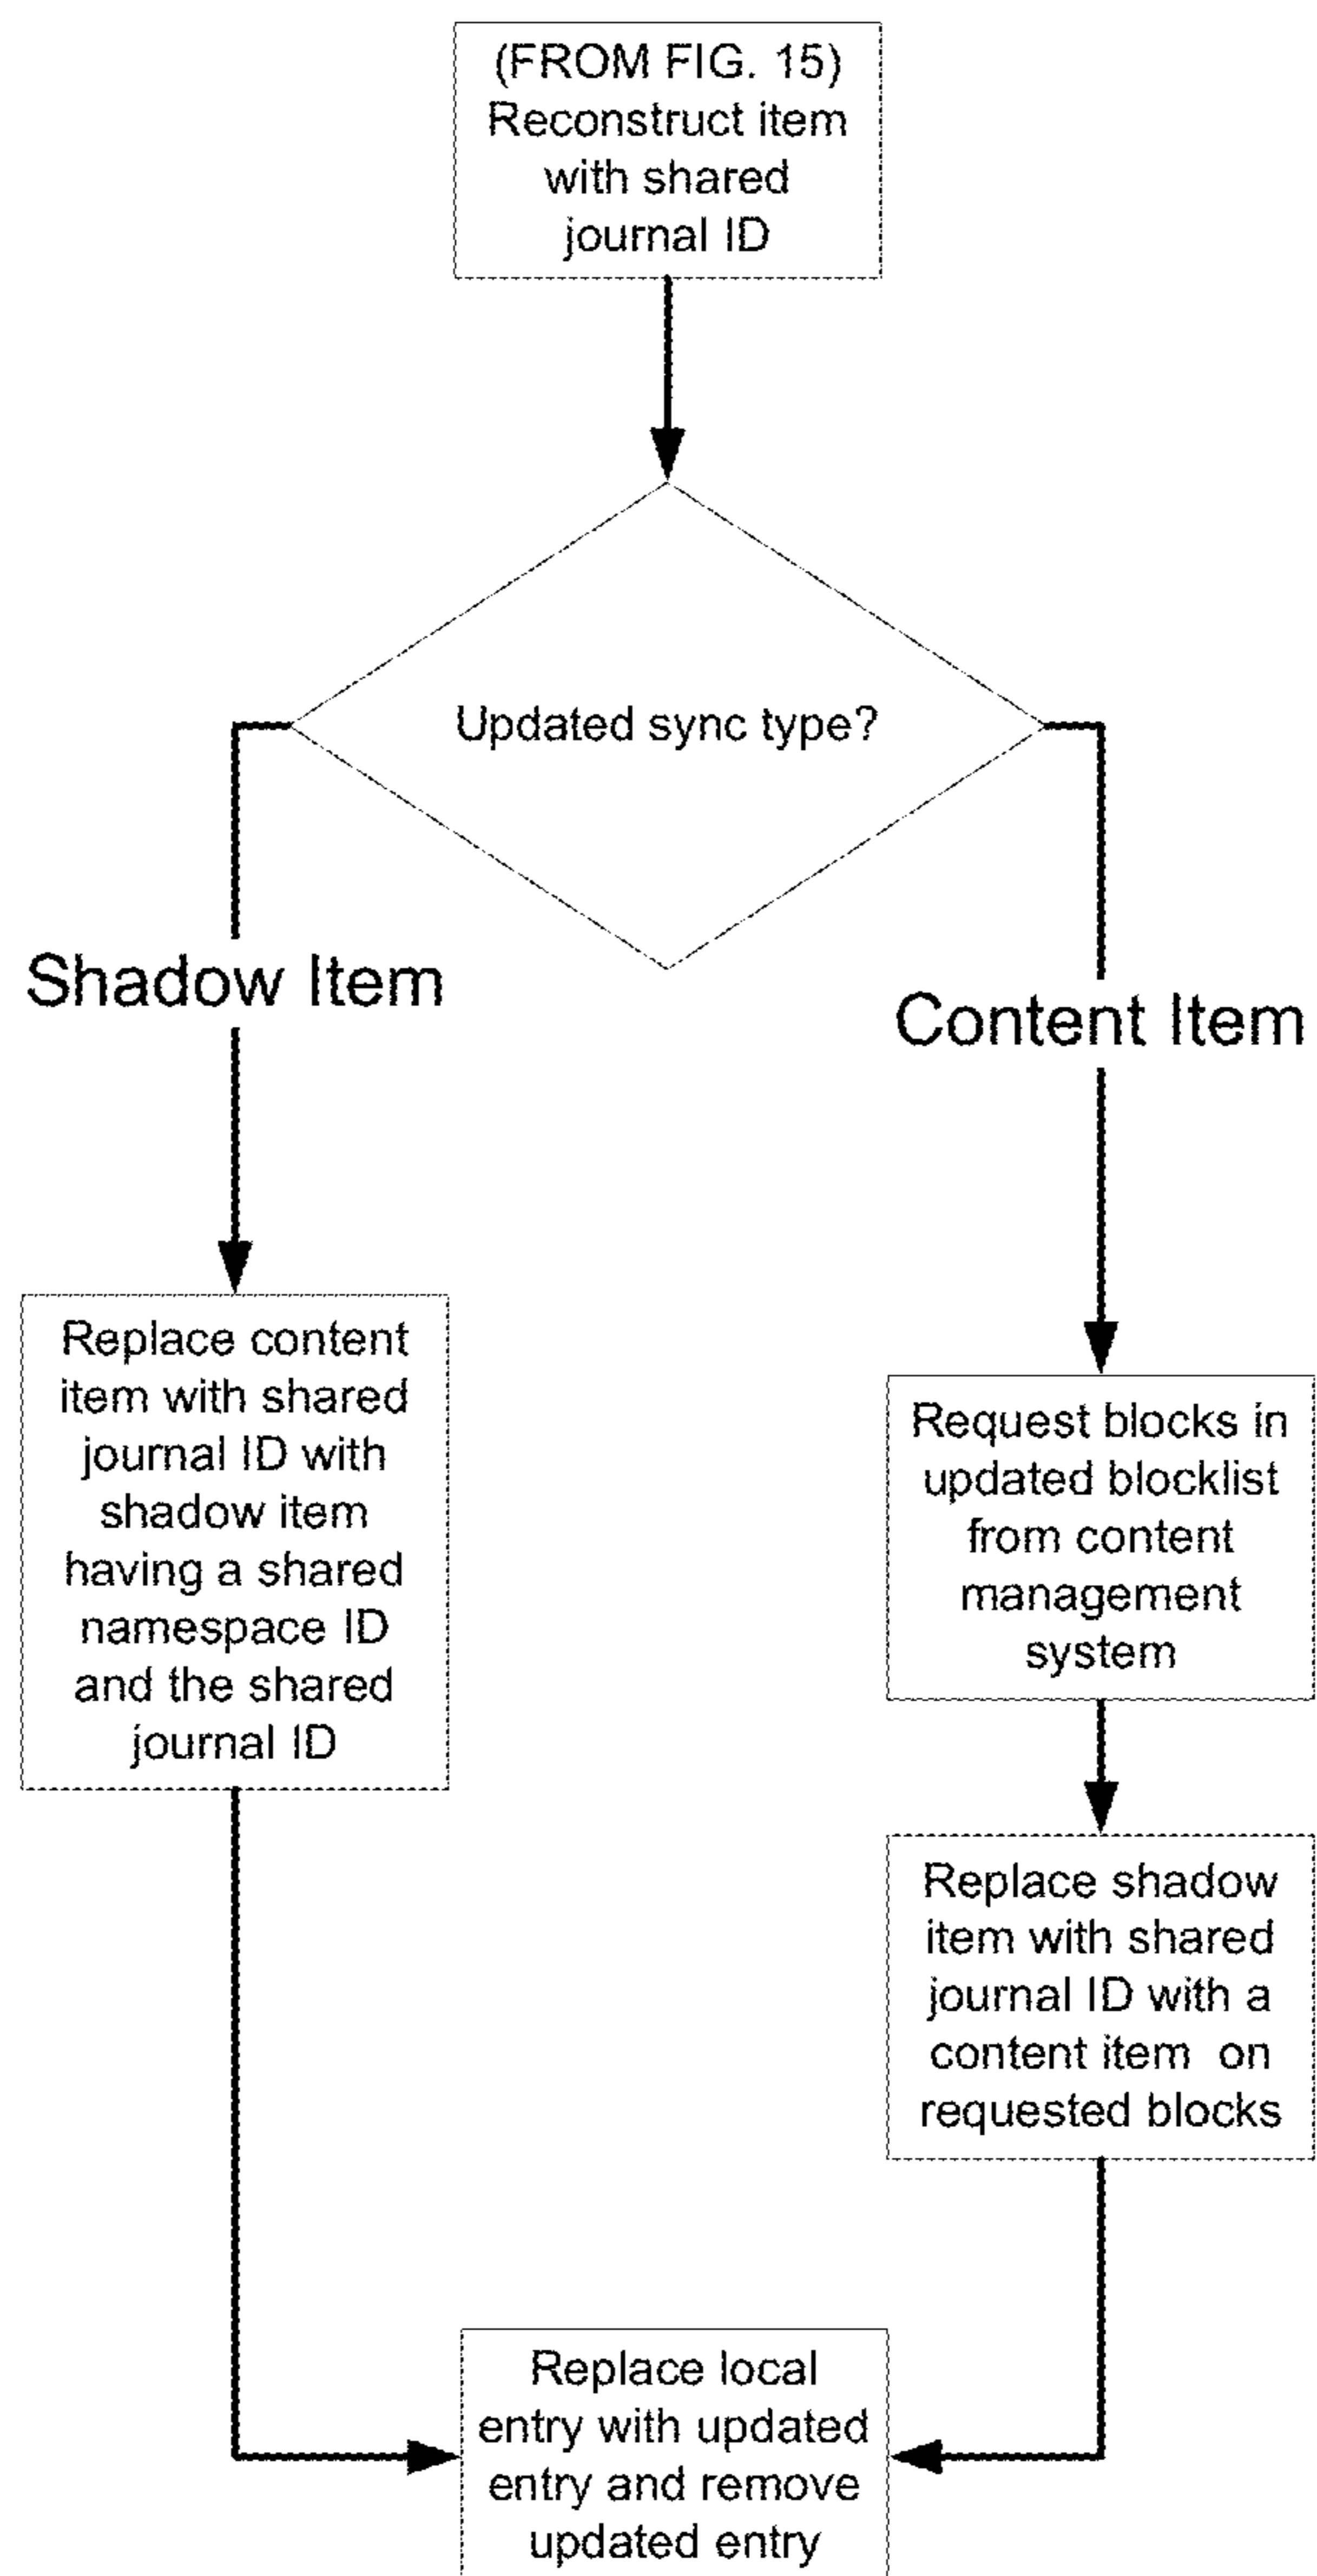 (FROM FIG. 15)
Reconstruct item
with shared
journal ID
Updated sync type?
Shadow Item
Content Item
Replace content
item with shared
journal ID with
shadow item
having a shared
namespace ID
and the shared
journal ID
Request blocks in
updated blocklist
from content
management
system
Replace shadow
item with shared
journal ID with a
content item on
requested blocks
Replace local
entry with updated
entry and remove
updated entry